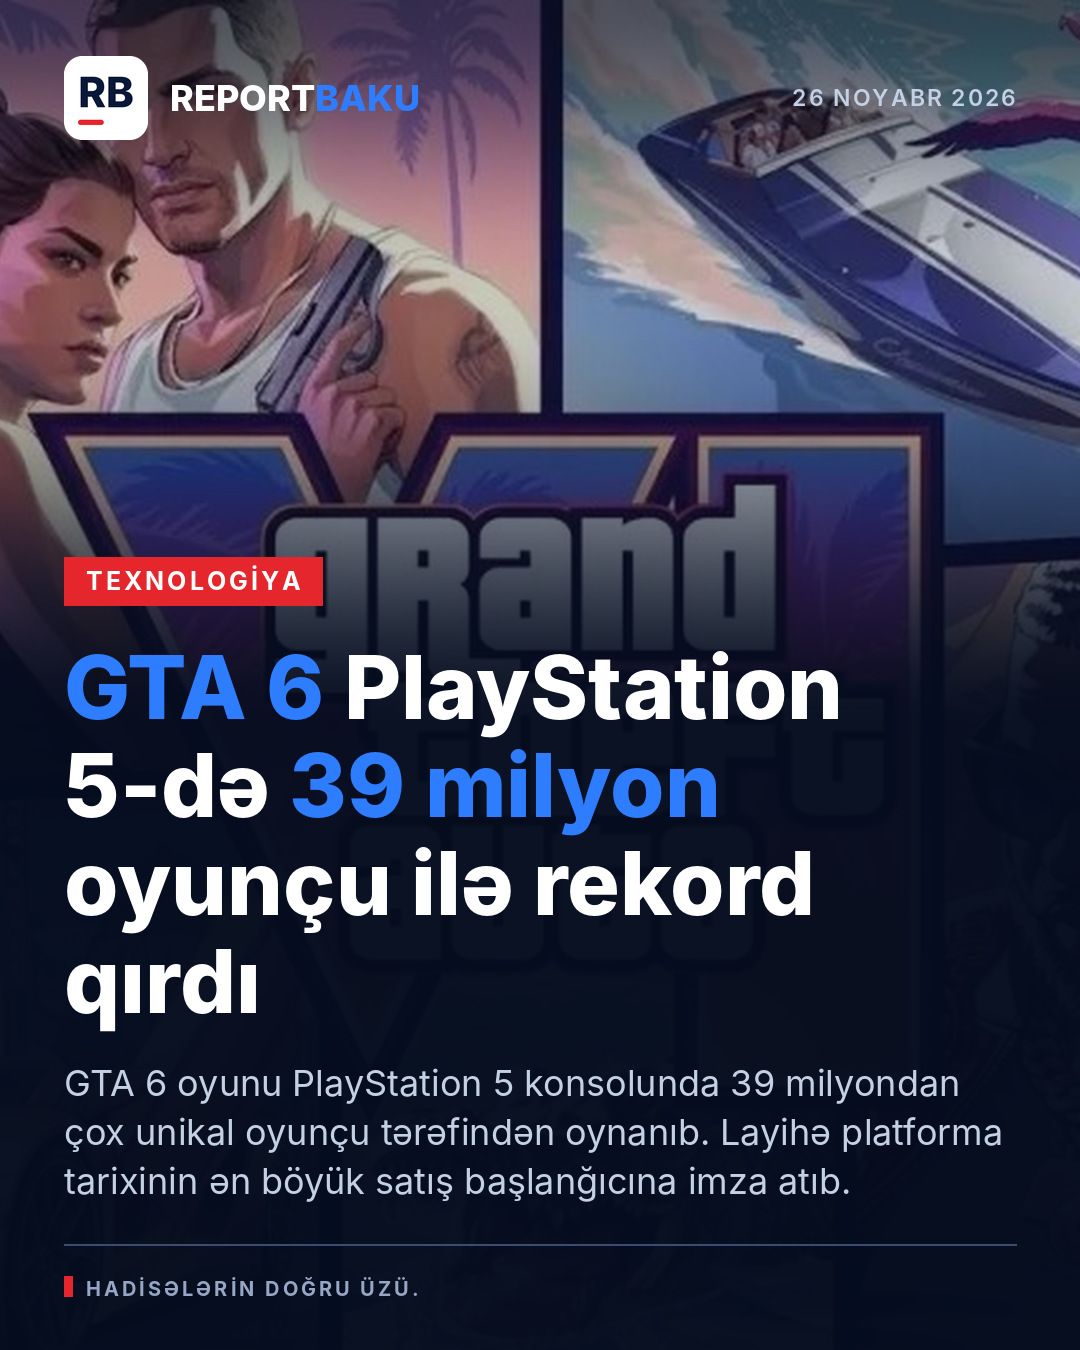 RB
REPORTBAKU
26 NOYABR 2026
VI
grand
TEXNOLOGİYA
GTA 6 PlayStation
5-də 39 milyon
oyunçu ilə rekord
qırdı
GTA 6 oyunu PlayStation 5 konsolunda 39 milyondan
çox unikal oyunçu tərəfindən oynanıb. Layihə platforma
tarixinin ən böyük satış başlanğıcına imza atıb.
HADİSƏLƏRİN DOĞRU ÜZÜ.